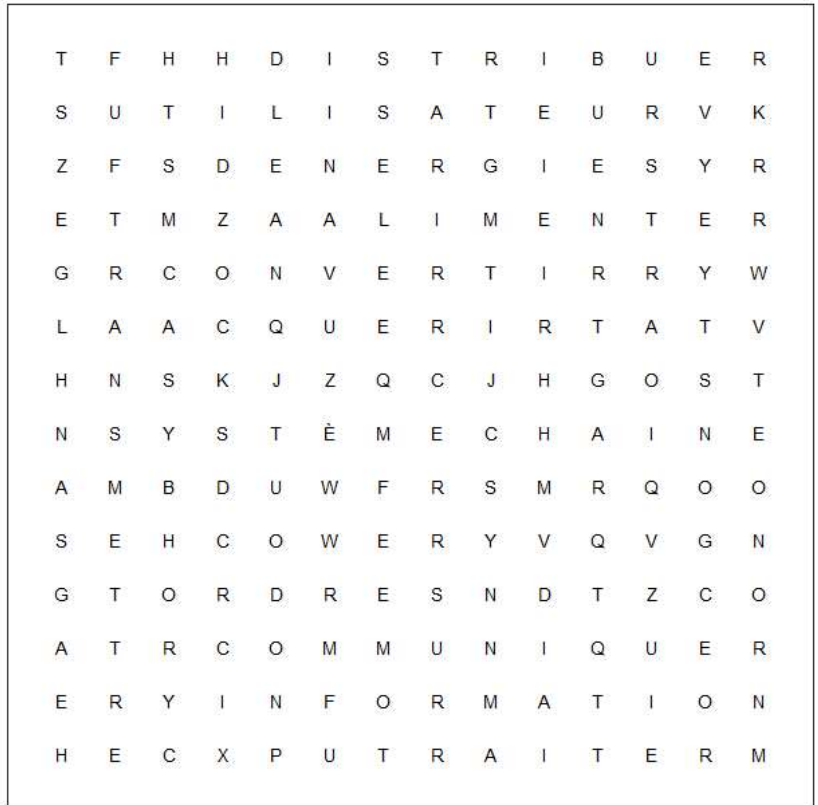 T F H H D I S T R I B U E R
S U T I L I S A T E U R V K
Z F S D E N E R G I E S Y R
E T M Z A A L I M E N T E R
G R C O N V E R T I R R Y W
L A A C Q U E R I R T A T V
H N S K J Z Q C J H G O S T
N S Y S T È M E C H A I N E
A M B D U W F R S M R Q O O
S E H C O W E R Y V Q V G N
G T O R D R E S N D T Z C O
A T R C O M M U N I Q U E R
E R Y I N F O R M A T I O N
H E C X P U T R A I T E R M